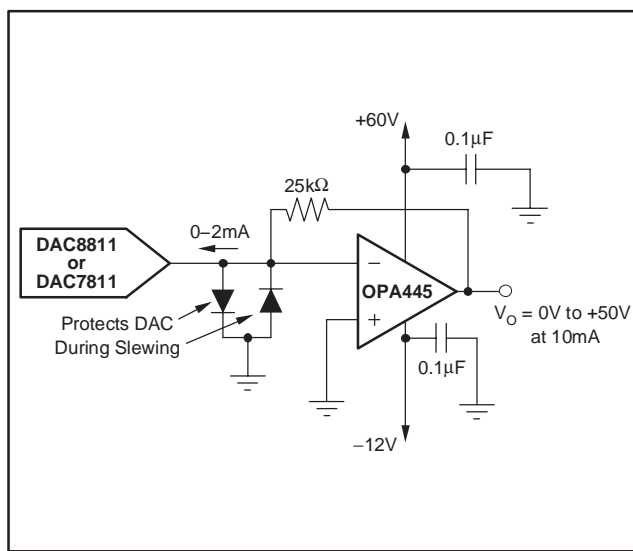 +60V
0.1µF
25kΩ
0–2mA
DAC8811
or
DAC7811
–
OPA445
+
Protects DAC
During Slewing
V_O = 0V to +50V
at 10mA
0.1µF
–12V